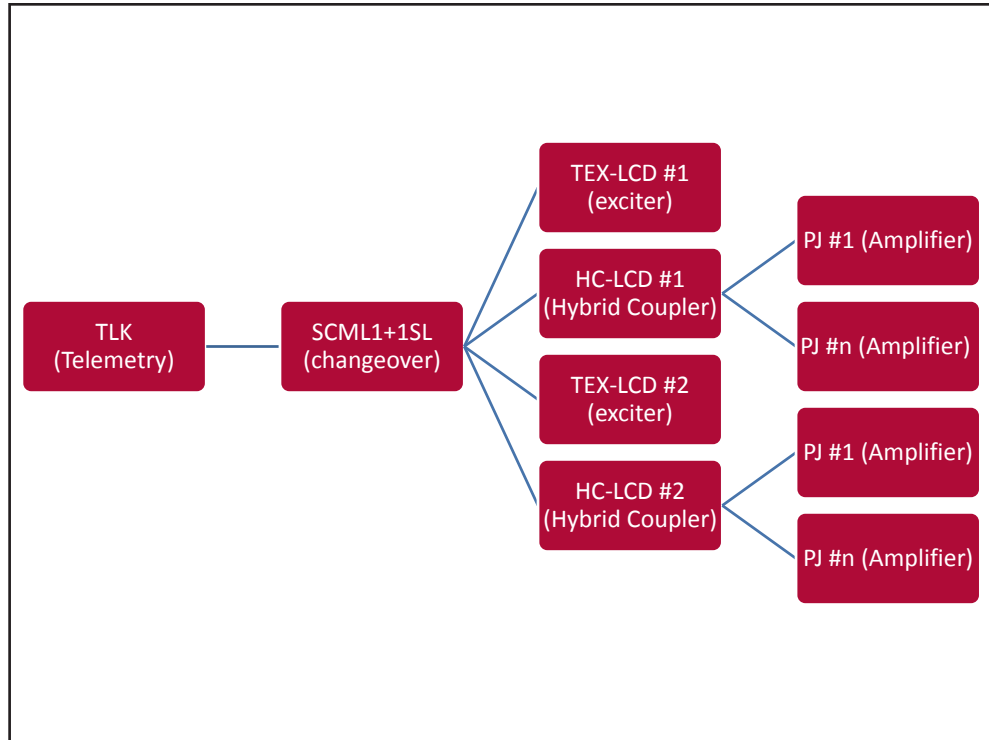 TLK
(Telemetry)
SCML1+1SL
(changeover)
TEX-LCD #1
(exciter)
HC-LCD #1
(Hybrid Coupler)
TEX-LCD #2
(exciter)
HC-LCD #2
(Hybrid Coupler)
PJ #1 (Amplifier)
PJ #n (Amplifier)
PJ #1 (Amplifier)
PJ #n (Amplifier)